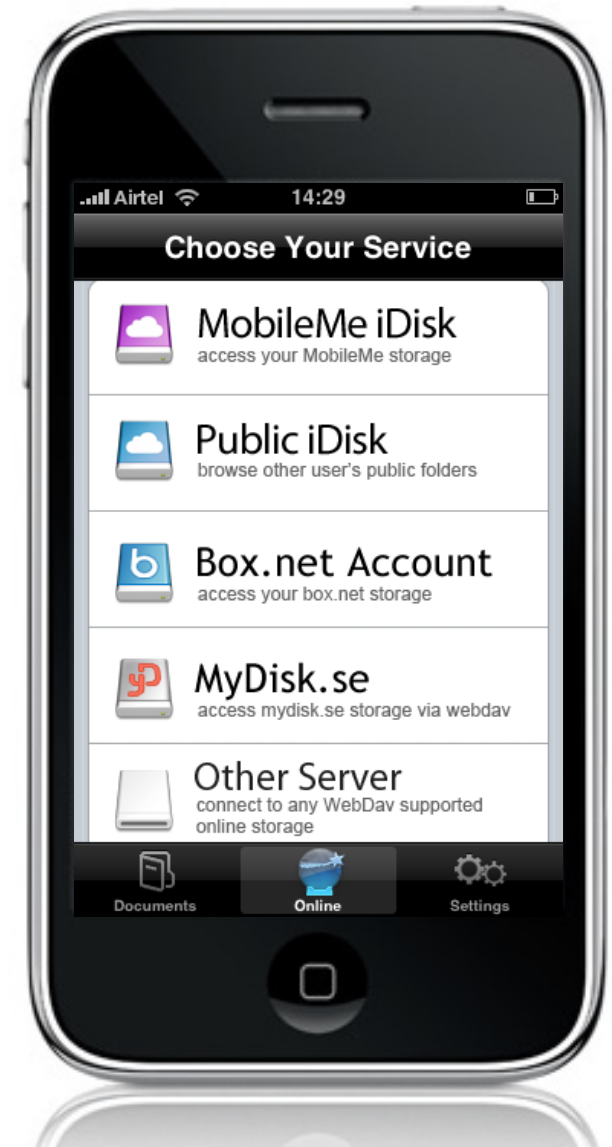 Airtel 14:29
Choose Your Service
MobileMe iDisk
access your MobileMe storage
Public iDisk
browse other user's public folders
b Box.net Account
access your box.net storage
yD MyDisk.se
access mydisk.se storage via webdav
Other Server
connect to any WebDav supported
online storage
Documents Online Settings